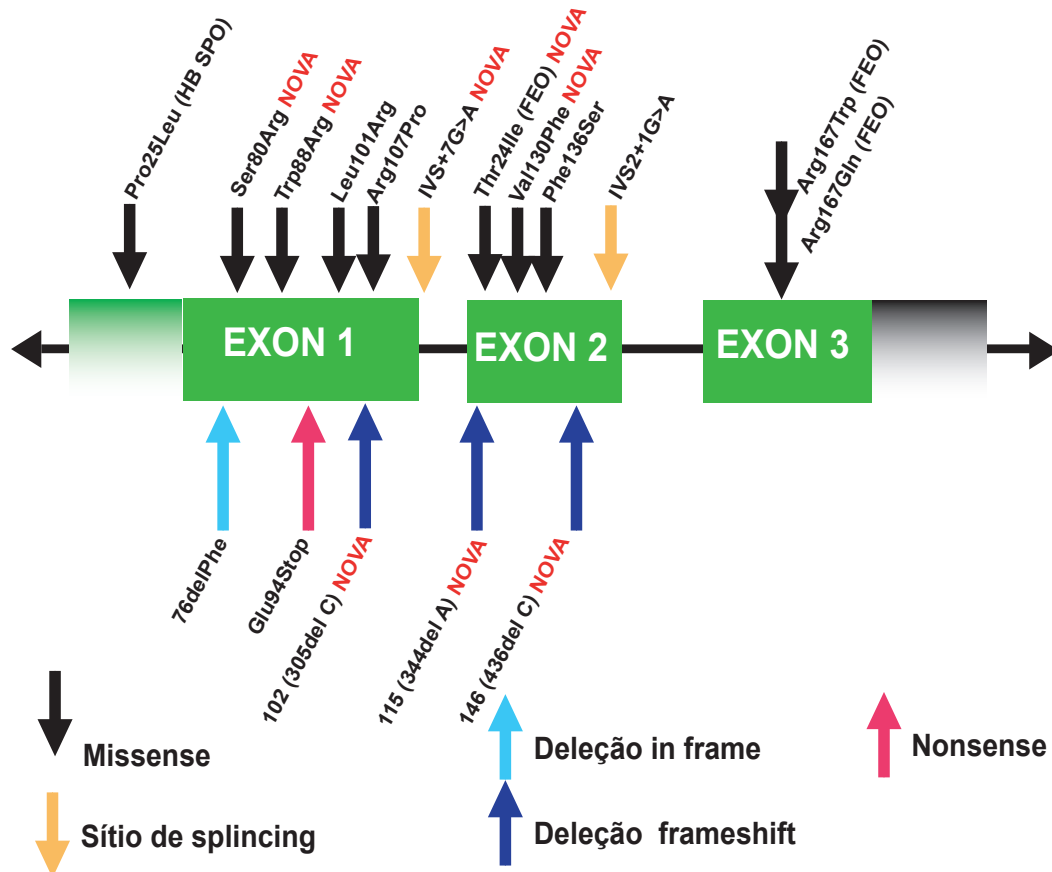 Pro25Leu (HB SPO)
Ser80Arg NOVA
Trp88Arg NOVA
Leu101Arg
Arg107Pro
IVS+7G>A NOVA
Thr24Ile (FEO) NOVA
Val130Phe NOVA
Phe136Ser
IVS2+1G>A
Arg167Trp (FEO)
Arg167Gln (FEO)
EXON 1
EXON 2
EXON 3
76delPhe
Glu94Stop
102 (305del C) NOVA
115 (344del A) NOVA
146 (436del C) NOVA
Missense
Sítio de splincing
Deleção in frame
Deleção frameshift
Nonsense